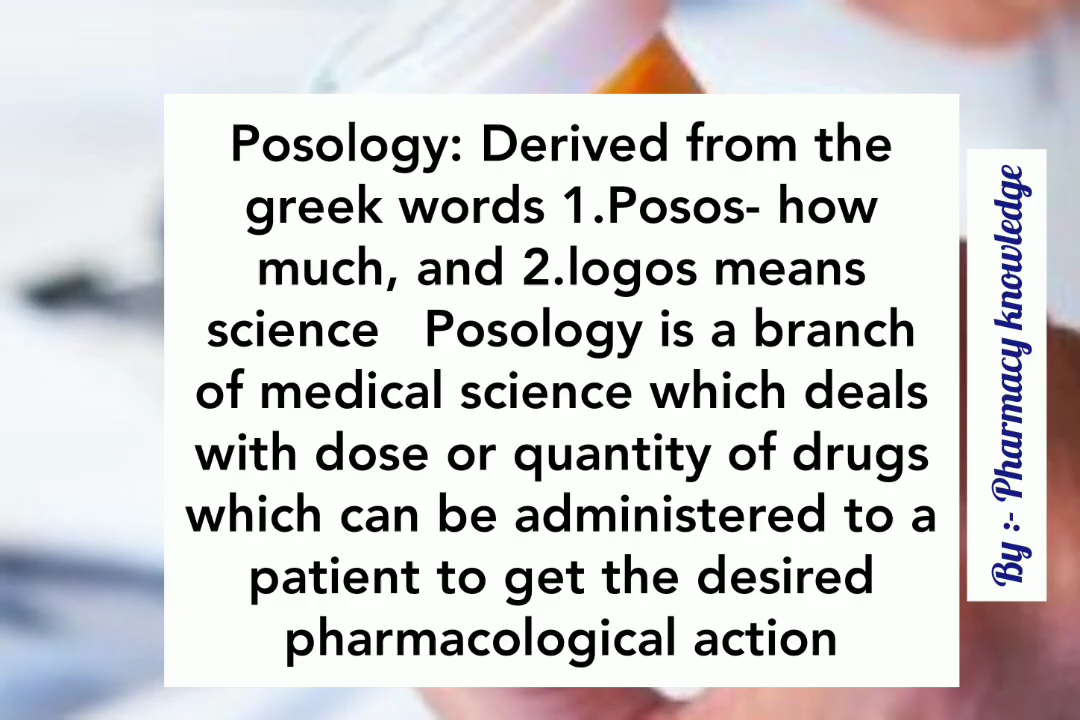 Posology: Derived from the
greek words 1.Posos- how
much, and 2.logos means
science   Posology is a branch
of medical science which deals
with dose or quantity of drugs
which can be administered to a
patient to get the desired
pharmacological action
By :- Pharmacy knowledge